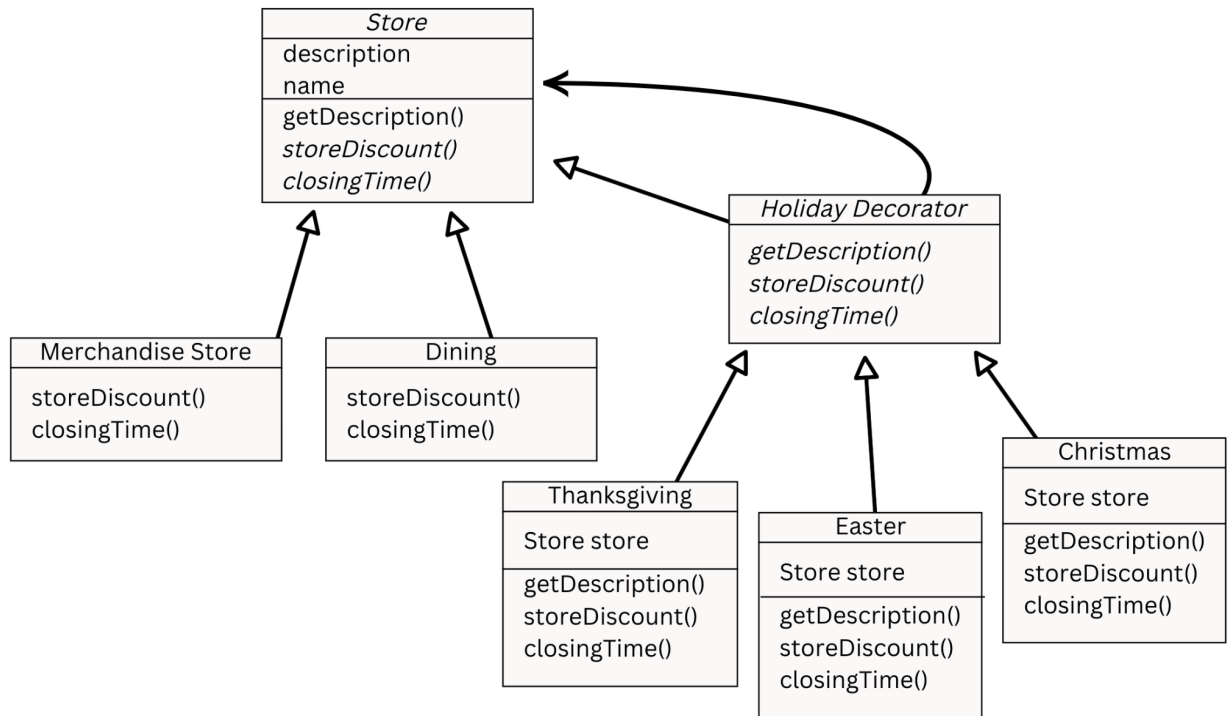 Store
description
name
getDescription()
storeDiscount()
closingTime()
Holiday Decorator
getDescription()
storeDiscount()
closingTime()
Merchandise Store
storeDiscount()
closingTime()
Dining
storeDiscount()
closingTime()
Thanksgiving
Store store
getDescription()
storeDiscount()
closingTime()
Easter
Store store
getDescription()
storeDiscount()
closingTime()
Christmas
Store store
getDescription()
storeDiscount()
closingTime()